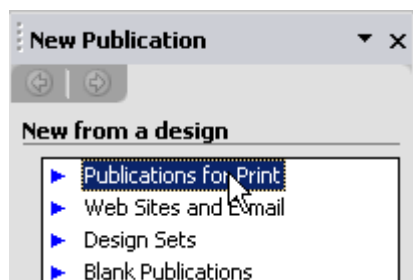 New Publication
New from a design
Publications for Print
Web Sites and E-mail
Design Sets
Blank Publications